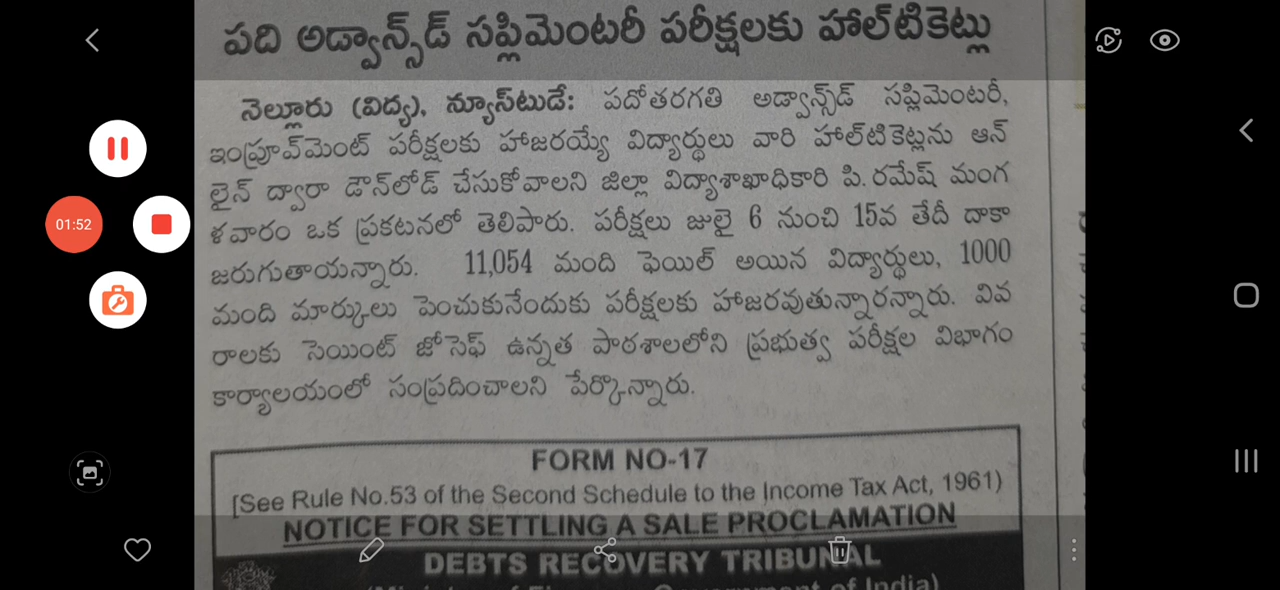 పది అడ్వాన్స్‌డ్ సప్లిమెంటరీ పరీక్షలకు హాల్‌టికెట్లు
నెల్లూరు (విద్య), న్యూస్‌టుడే: పదోతరగతి అడ్వాన్స్‌డ్ సప్లిమెంటరీ,
ఇంప్రూవ్‌మెంట్ పరీక్షలకు హాజరయ్యే విద్యార్థులు వారి హాల్‌టికెట్లను ఆన్
లైన్ ద్వారా డౌన్‌లోడ్ చేసుకోవాలని జిల్లా విద్యాశాఖాధికారి పి.రమేష్ మంగ
ళవారం ఒక ప్రకటనలో తెలిపారు. పరీక్షలు జులై 6 నుంచి 15వ తేదీ దాకా
జరుగుతాయన్నారు. 11,054 మంది ఫెయిల్ అయిన విద్యార్థులు, 1000
మంది మార్కులు పెంచుకునేందుకు పరీక్షలకు హాజరవుతున్నారన్నారు. వివ
రాలకు సెయింట్ జోసెఫ్ ఉన్నత పాఠశాలలోని ప్రభుత్వ పరీక్షల విభాగం
కార్యాలయంలో సంప్రదించాలని పేర్కొన్నారు.
01:52
FORM NO-17
[See Rule No.53 of the Second Schedule to the Income Tax Act, 1961)
NOTICE FOR SETTLING A SALE PROCLAMATION
DEBTS RECOVERY TRIBUNAL
of India)